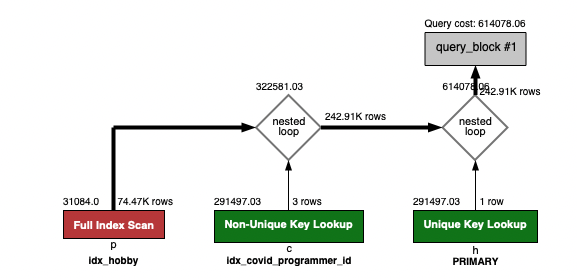 Query cost: 614078.06
query_block #1
322581.03
614078.06
242.91K rows
nested
loop
242.91K rows
nested
loop
31084.0
74.47K rows
291497.03
3 rows
291497.03
1 row
Full Index Scan
Non-Unique Key Lookup
Unique Key Lookup
p
c
h
idx_hobby
idx_covid_programmer_id
PRIMARY